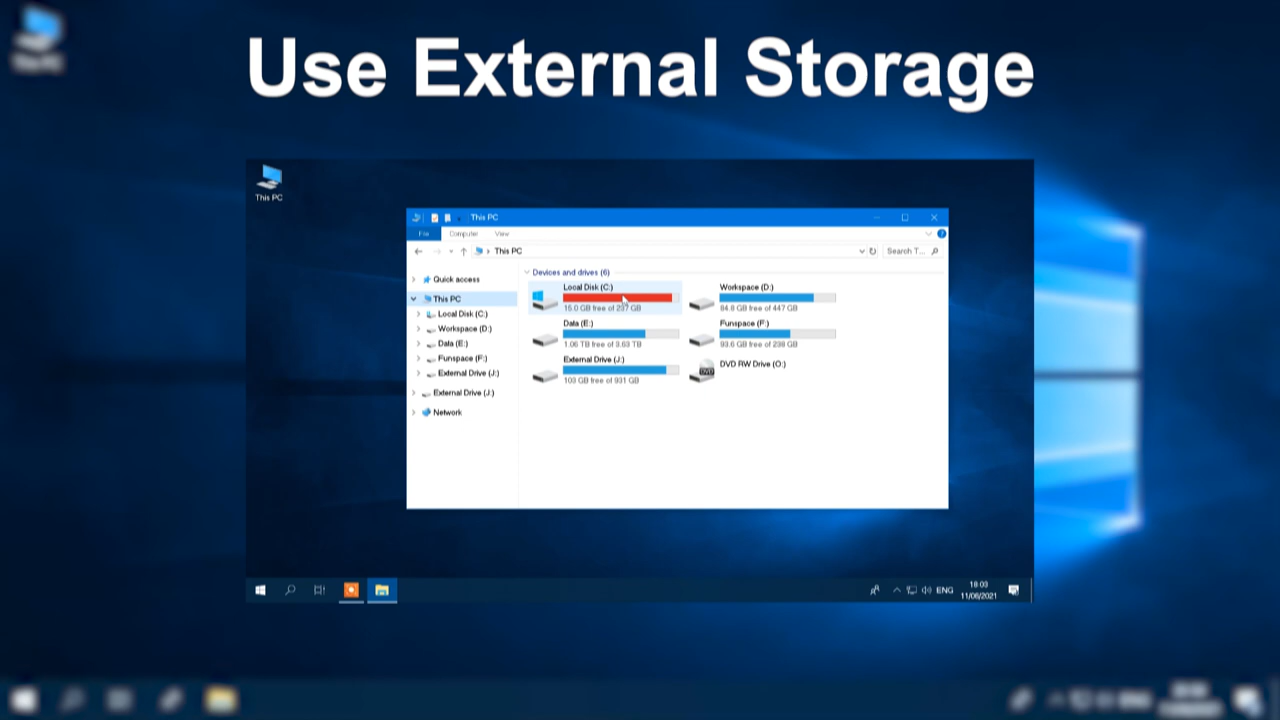 Use External Storage
This PC
This PC
File Computer View
This PC
Search T...
Quick access
This PC
Local Disk (C:)
Workspace (D:)
Data (E:)
Funspace (F:)
External Drive (J:)
External Drive (J:)
Network
Devices and drives (6)
Local Disk (C:)
16.0 GB free of 237 GB
Workspace (D:)
84.8 GB free of 447 GB
Data (E:)
1.06 TB free of 3.63 TB
Funspace (F:)
93.6 GB free of 238 GB
External Drive (J:)
103 GB free of 931 GB
DVD RW Drive (O:)
DVD
ENG
18:03
11/06/2021